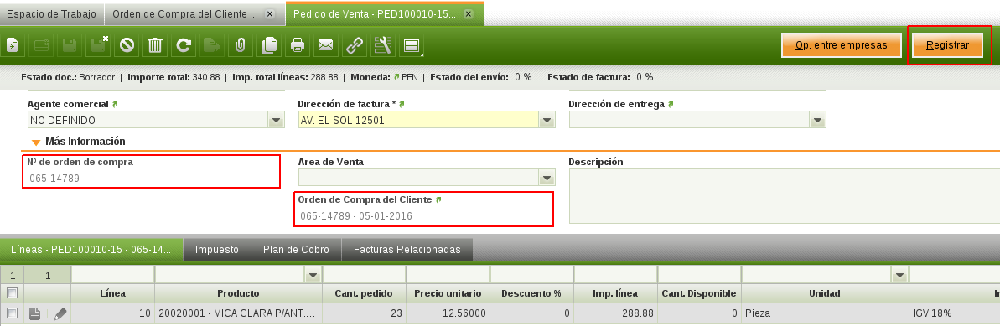 Espacio de Trabajo Orden de Compra del Cliente ... x Pedido de Venta - PED100010-15... x
Op. entre empresas Registrar
Estado doc.: Borrador | Importe total: 340.88 | Imp. total líneas: 288.88 | Moneda: PEN | Estado del envío: 0 % | Estado de factura: 0 %
Agente comercial Dirección de factura * Dirección de entrega
NO DEFINIDO AV. EL SOL 12501
Más Información
Nº de orden de compra Area de Venta Descripción
065-14789
Orden de Compra del Cliente
065-14789 - 05-01-2016
Líneas - PED100010-15 - 065-14... Impuesto Plan de Cobro Facturas Relacionadas
1 1
Línea Producto Cant. pedido Precio unitario Descuento % Imp. línea Cant. Disponible Unidad
10 20020001 - MICA CLARA P/ANT.... 23 12.56000 0 288.88 0 Pieza IGV 18%